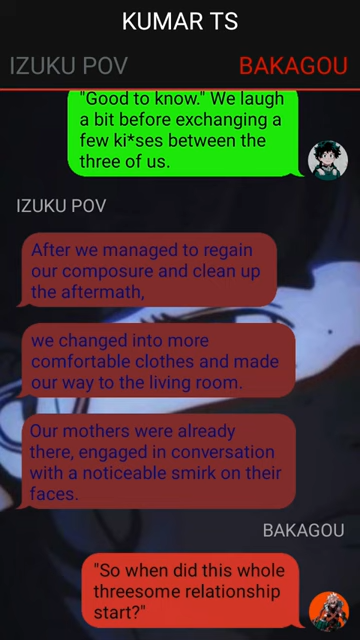 KUMAR TS
IZUKU POV
BAKAGOU
"Good to know." We laugh
a bit before exchanging a
few ki*ses between the
three of us.
IZUKU POV
After we managed to regain
our composure and clean up
the aftermath,
we changed into more
comfortable clothes and made
our way to the living room.
Our mothers were already
there, engaged in conversation
with a noticeable smirk on their
faces.
BAKAGOU
"So when did this whole
threesome relationship
start?"